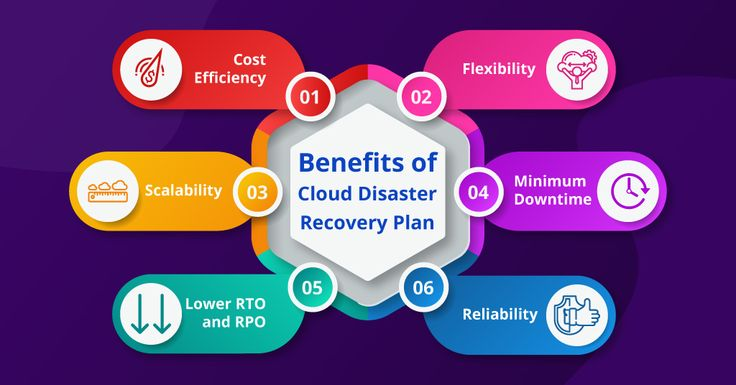 Benefits of
Cloud Disaster
Recovery Plan
01
Cost
Efficiency
02
Flexibility
03
Scalability
04
Minimum
Downtime
05
Lower RTO
and RPO
06
Reliability